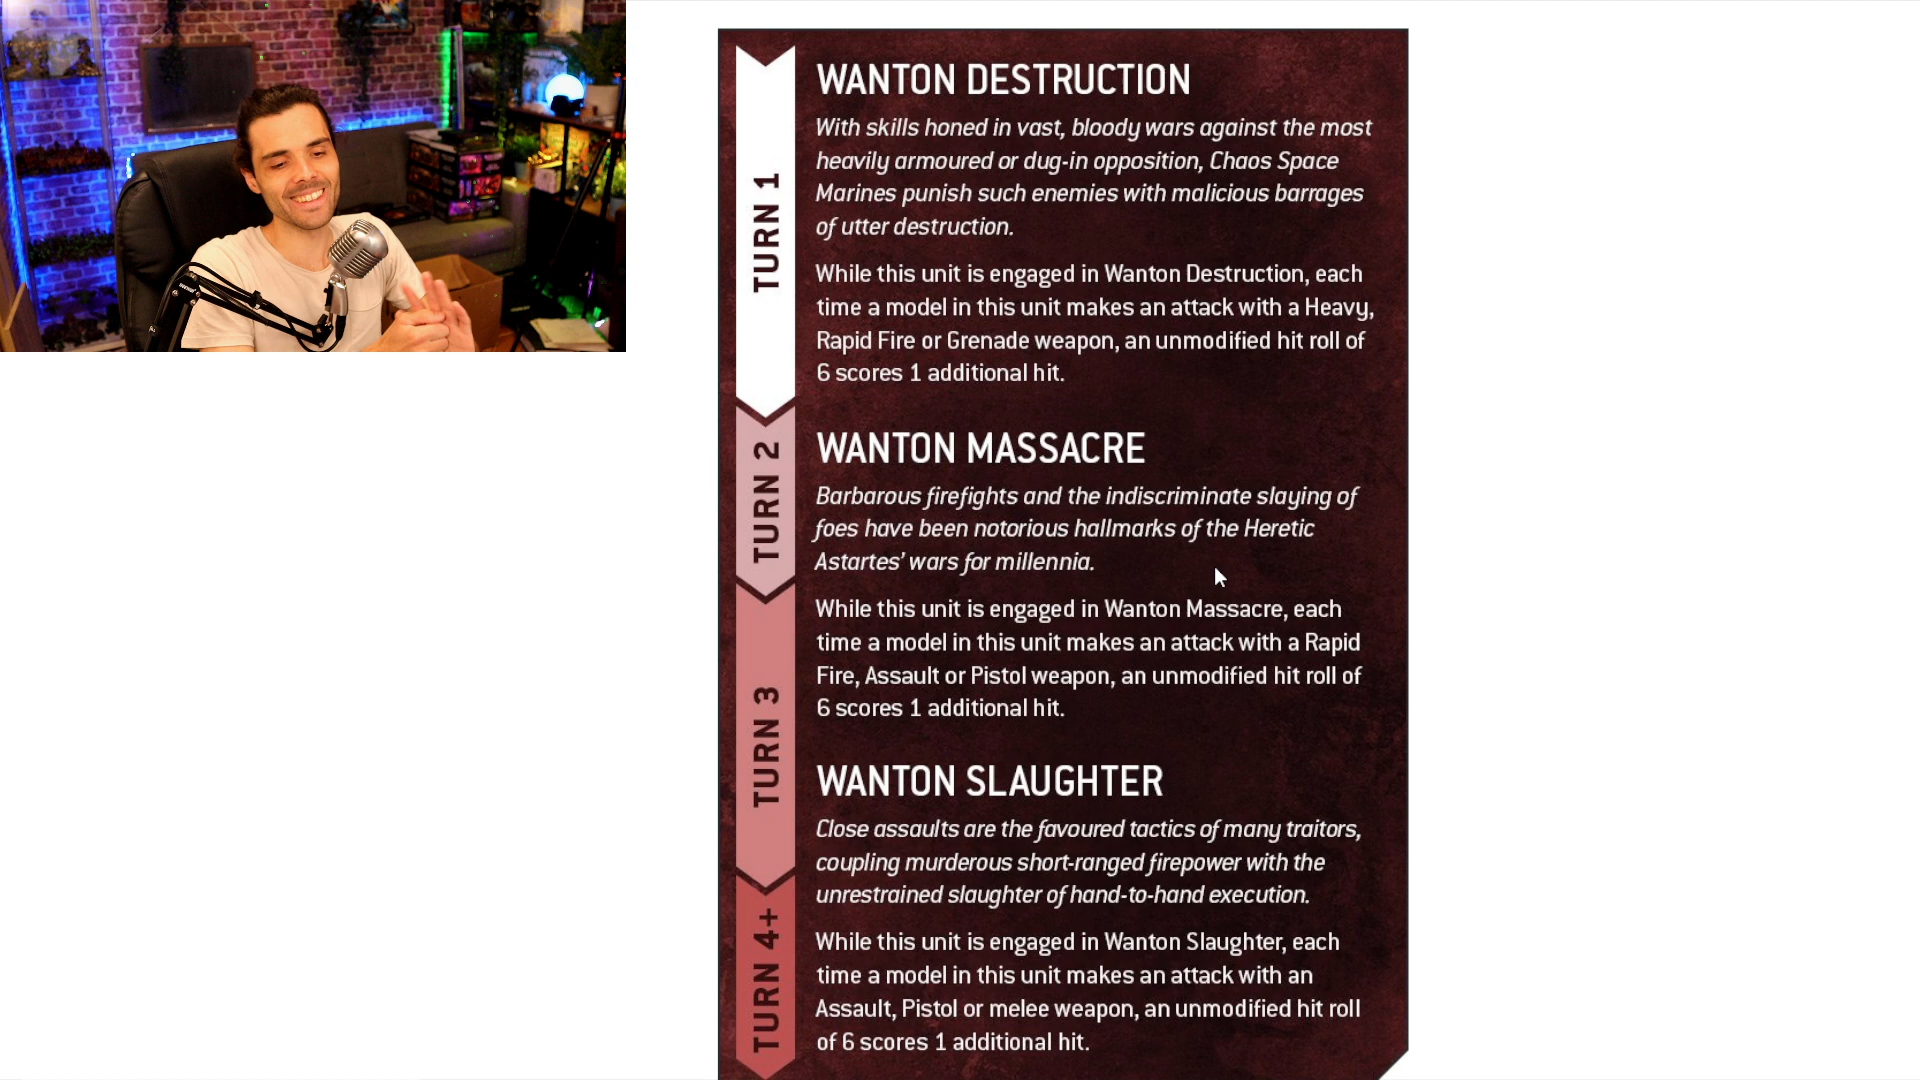 WANTON DESTRUCTION
With skills honed in vast, bloody wars against the most
heavily armoured or dug-in opposition, Chaos Space
Marines punish such enemies with malicious barrages
of utter destruction.
TURN 1
While this unit is engaged in Wanton Destruction, each
time a model in this unit makes an attack with a Heavy,
Rapid Fire or Grenade weapon, an unmodified hit roll of
6 scores 1 additional hit.
TURN 2
WANTON MASSACRE
Barbarous firefights and the indiscriminate slaying of
foes have been notorious hallmarks of the Heretic
Astartes' wars for millennia.
TURN 3
While this unit is engaged in Wanton Massacre, each
time a model in this unit makes an attack with a Rapid
Fire, Assault or Pistol weapon, an unmodified hit roll of
6 scores 1 additional hit.
WANTON SLAUGHTER
Close assaults are the favoured tactics of many traitors,
coupling murderous short-ranged firepower with the
unrestrained slaughter of hand-to-hand execution.
TURN 4+
While this unit is engaged in Wanton Slaughter, each
time a model in this unit makes an attack with an
Assault, Pistol or melee weapon, an unmodified hit roll
of 6 scores 1 additional hit.